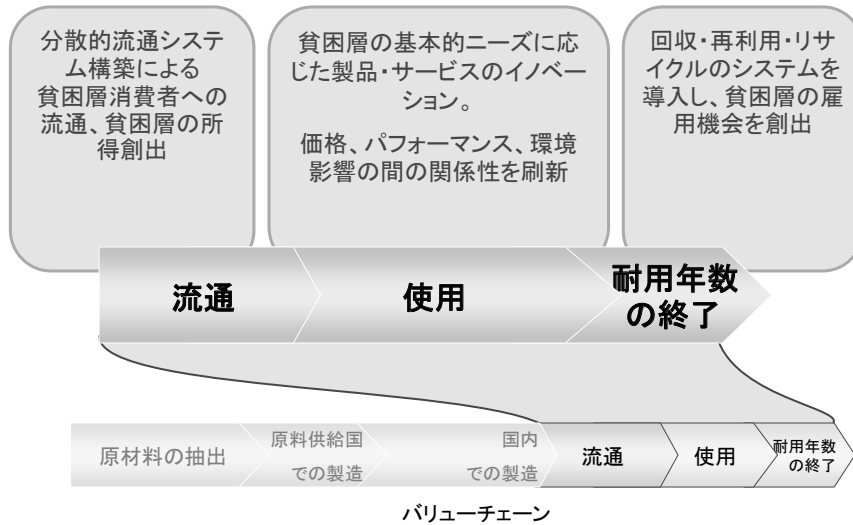 分散的流通システ
ム構築による
貧困層消費者への
流通、貧困層の所
得創出
貧困層の基本的ニーズに応
じた製品・サービスのイノベー
ション。
価格、パフォーマンス、環境
影響の間の関係性を刷新
回収・再利用・リサ
イクルのシステムを
導入し、貧困層の雇
用機会を創出
流通
使用
耐用年数
の終了
原材料の抽出
原料供給国
での製造
国内
での製造
流通
使用
耐用年数
の終了
バリューチェーン